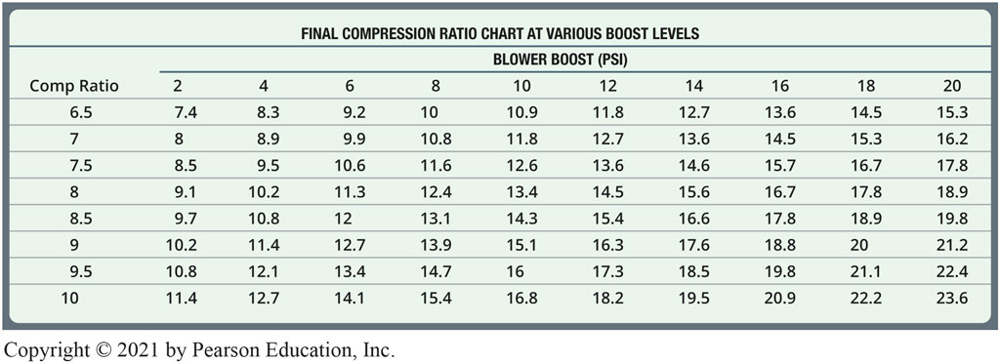 FINAL COMPRESSION RATIO CHART AT VARIOUS BOOST LEVELS
BLOWER BOOST (PSI)
Comp Ratio 2 4 6 8 10 12 14 16 18 20
6.5 7.4 8.3 9.2 10 10.9 11.8 12.7 13.6 14.5 15.3
7 8 8.9 9.9 10.8 11.8 12.7 13.6 14.5 15.3 16.2
7.5 8.5 9.5 10.6 11.6 12.6 13.6 14.6 15.7 16.7 17.8
8 9.1 10.2 11.3 12.4 13.4 14.5 15.6 16.7 17.8 18.9
8.5 9.7 10.8 12 13.1 14.3 15.4 16.6 17.8 18.9 19.8
9 10.2 11.4 12.7 13.9 15.1 16.3 17.6 18.8 20 21.2
9.5 10.8 12.1 13.4 14.7 16 17.3 18.5 19.8 21.1 22.4
10 11.4 12.7 14.1 15.4 16.8 18.2 19.5 20.9 22.2 23.6
Copyright © 2021 by Pearson Education, Inc.